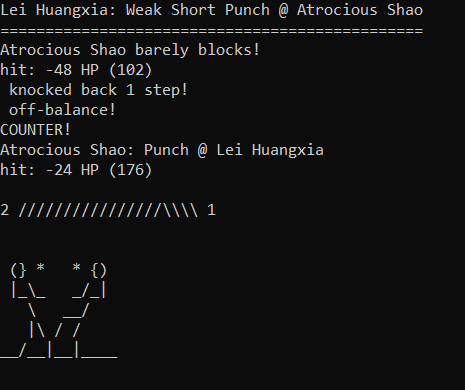 Lei Huangxia: Weak Short Punch @ Atrocious Shao
===============================================
Atrocious Shao barely blocks!
hit: -48 HP (102)
 knocked back 1 step!
 off-balance!
COUNTER!
Atrocious Shao: Punch @ Lei Huangxia
hit: -24 HP (176)

2 ////////////////\\\\ 1


 (} *   * {)
 |_\_   _/_|
   \   __/
   |\ / /
__/__|__|____